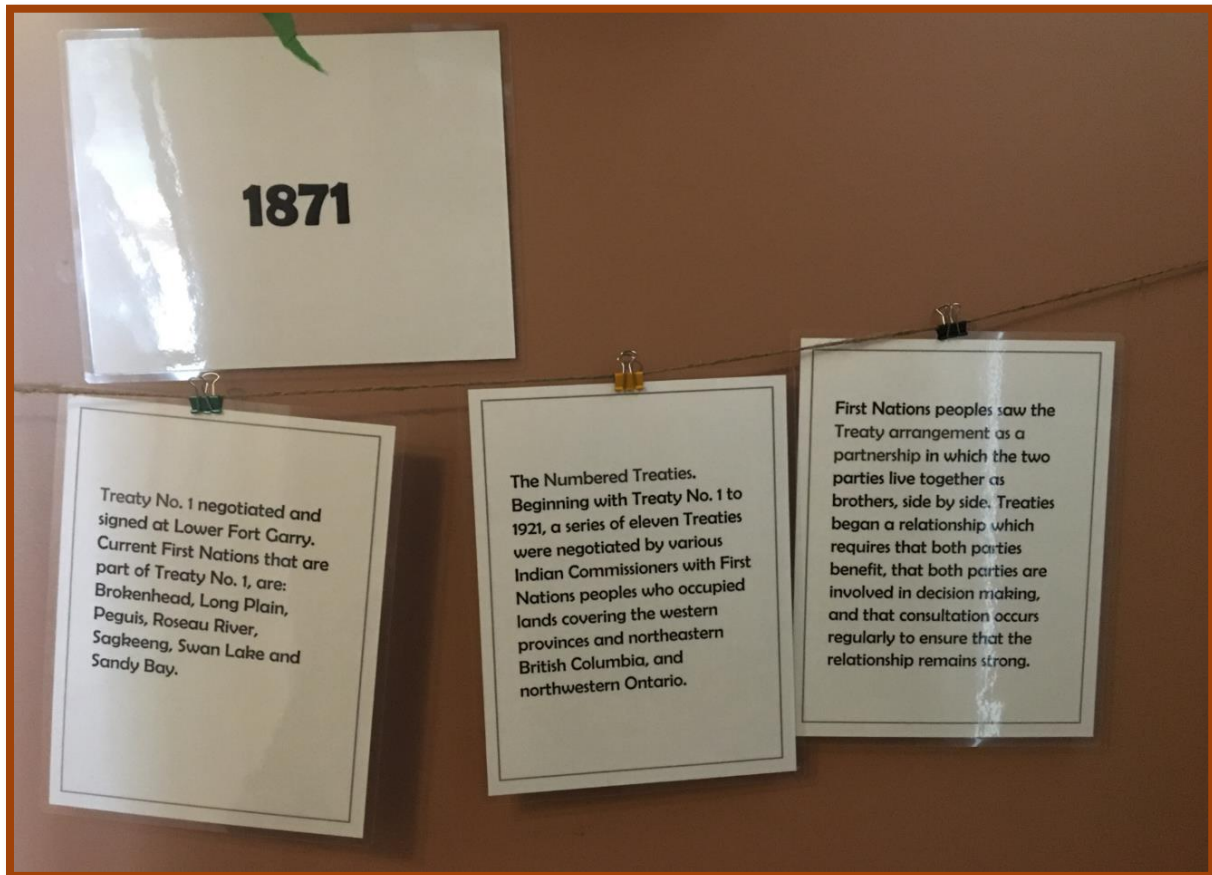 1871
Treaty No. 1 negotiated and
signed at Lower Fort Garry.
Current First Nations that are
part of Treaty No. 1, are:
Brokenhead, Long Plain,
Peguis, Roseau River,
Sagkeeng, Swan Lake and
Sandy Bay.
The Numbered Treaties.
Beginning with Treaty No. 1 to
1921, a series of eleven Treaties
were negotiated by various
Indian Commissioners with First
Nations peoples who occupied
lands covering the western
provinces and northeastern
British Columbia, and
northwestern Ontario.
First Nations peoples saw the
Treaty arrangement as a
partnership in which the two
parties live together as
brothers, side by side. Treaties
began a relationship which
requires that both parties
benefit, that both parties are
involved in decision making,
and that consultation occurs
regularly to ensure that the
relationship remains strong.